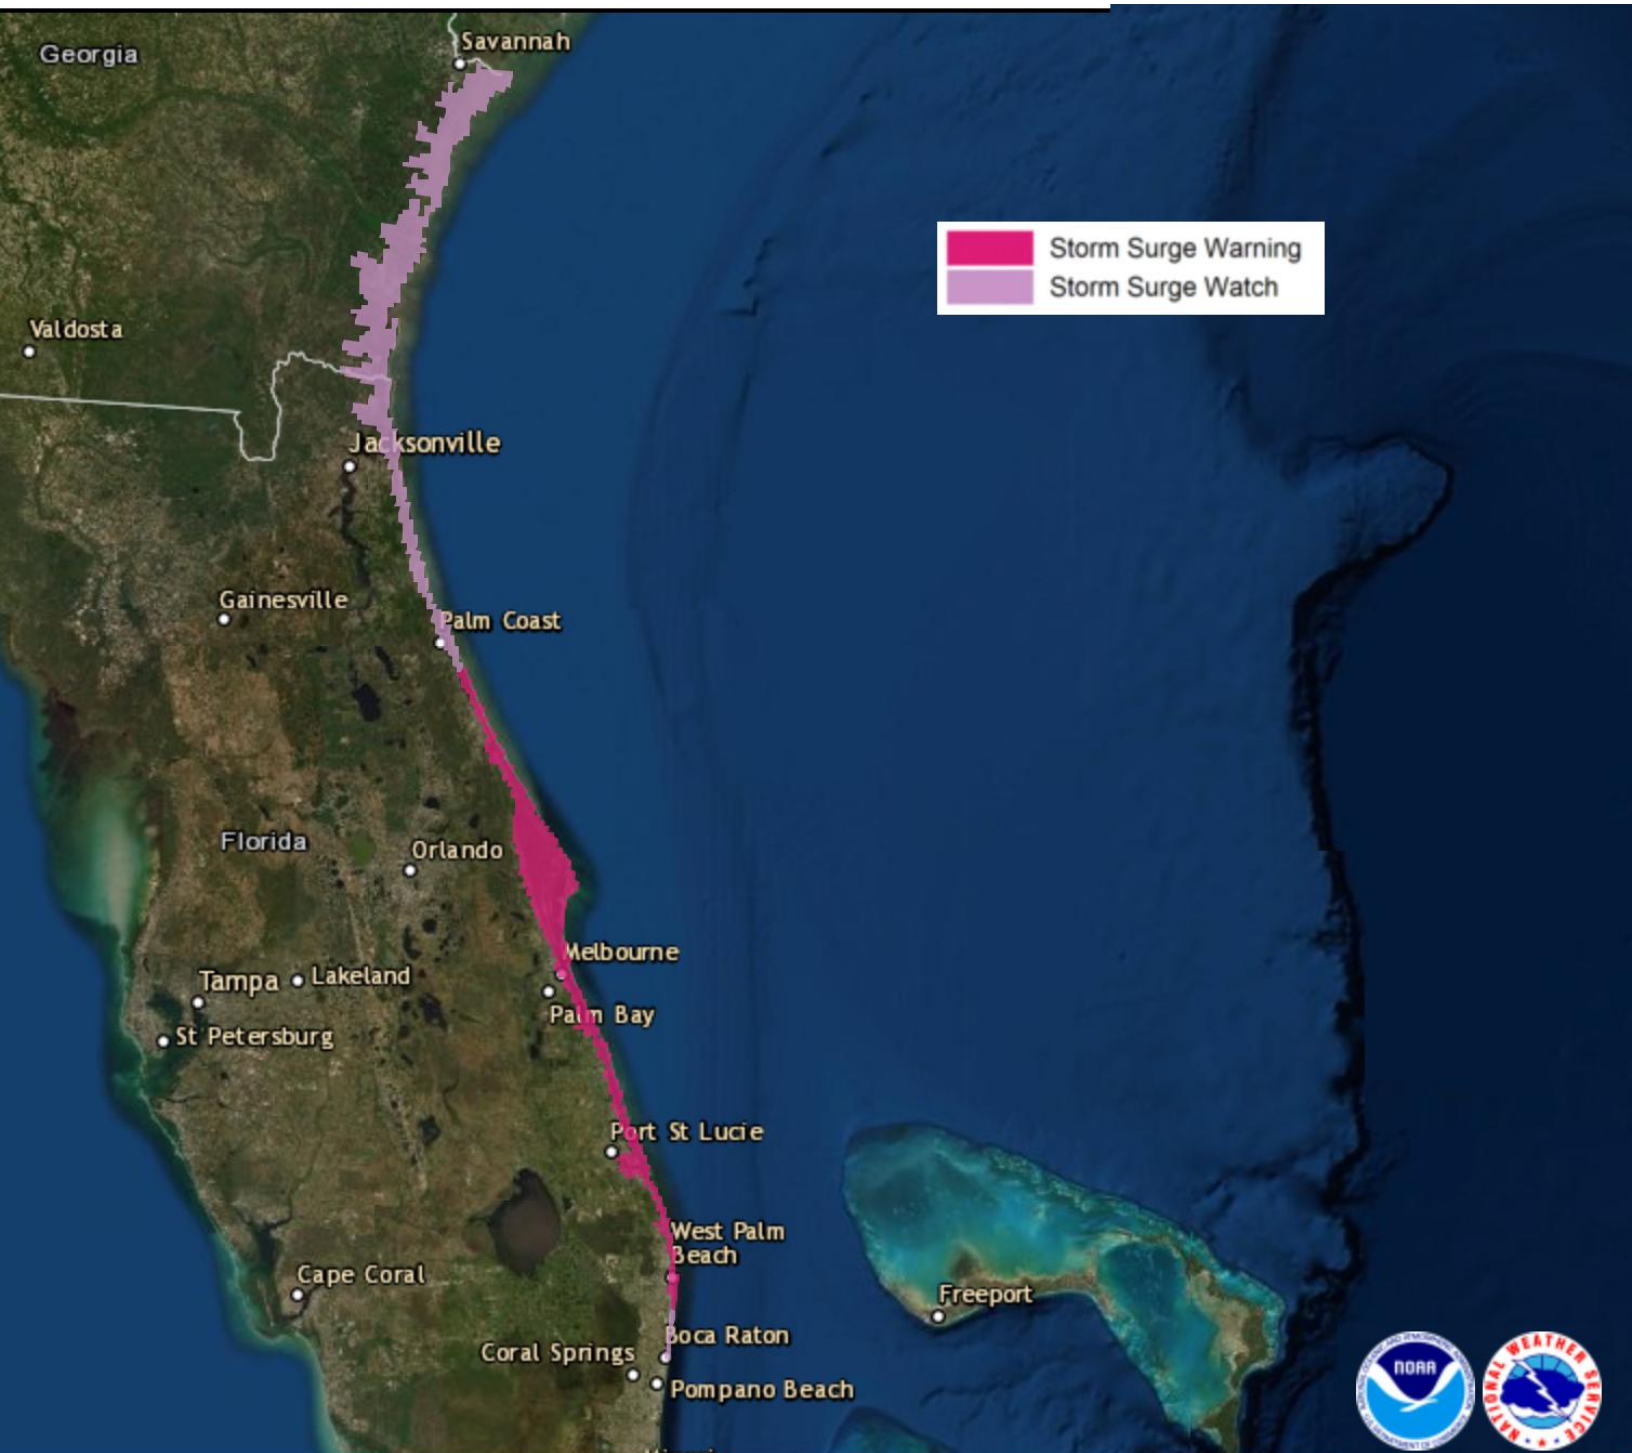 Savannah
Georgia
Storm Surge Warning
Storm Surge Watch
Valdosta
Jacksonville
Gainesville
Palm Coast
Florida
Orlando
Melbourne
Tampa
Lakeland
Palm Bay
St Petersburg
Port St Lucie
West Palm
Beach
Cape Coral
Freeport
Boca Raton
Coral Springs
Pompano Beach
NOAA
NATIONAL WEATHER SERVICE